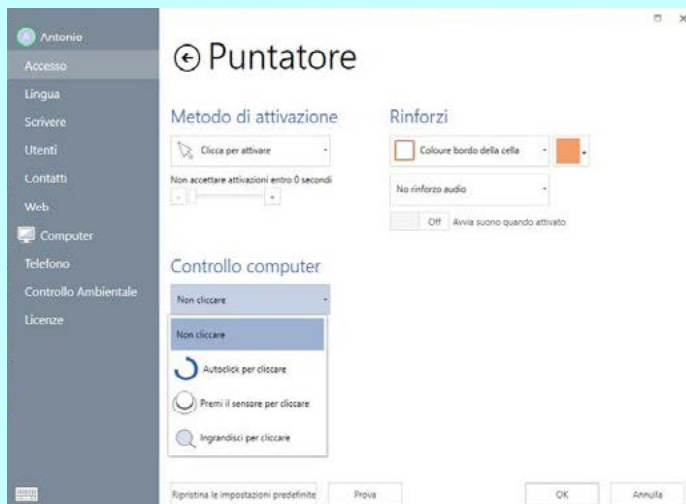 Antonio
Accesso
Lingua
Scrivere
Utenti
Contatti
Web
Computer
Telefono
Controllo Ambientale
Licenze
Puntatore
Metodo di attivazione
Clicca per attivare
Non accettare attivazioni entro 0 secondi
- +
Rinforzi
Coloure bordo della cella
No rinforzo audio
Off Avvia suono quando attivato
Controllo computer
Non cliccare
Non cliccare
Autoclick per cliccare
Premi il sensore per cliccare
Ingrandisci per cliccare
Ripristina le impostazioni predefinite
Prova
OK
Annulla